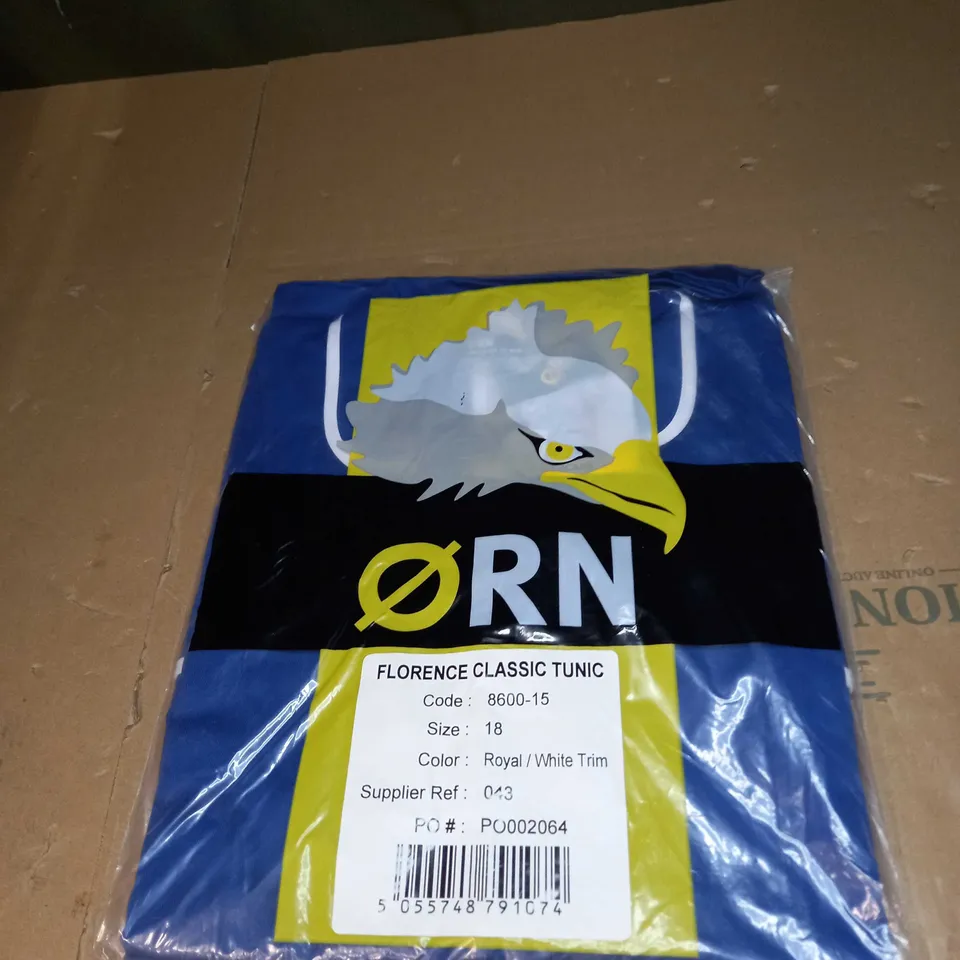 ØRN
FLORENCE CLASSIC TUNIC
Code : 8600-15
Size : 18
Color : Royal / White Trim
Supplier Ref : 043
PO # : PO002064
5 055748 791074